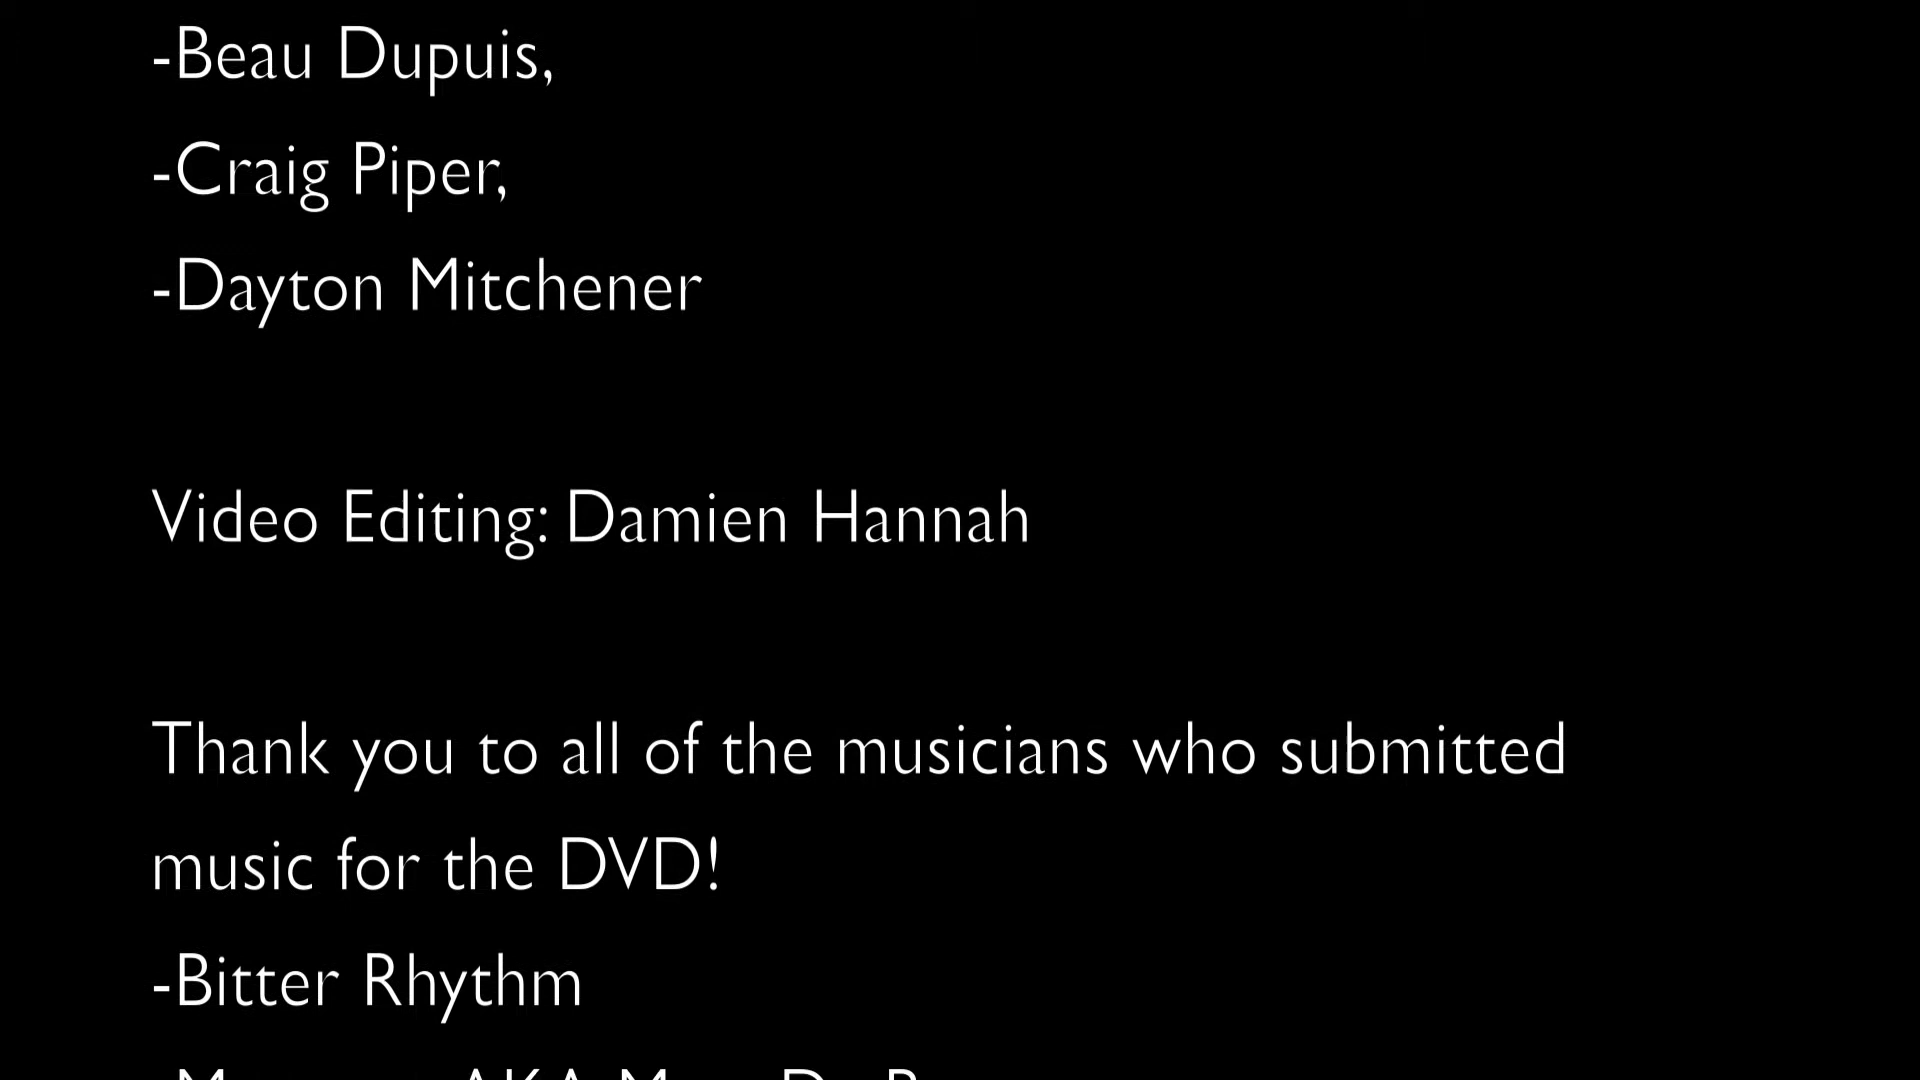 -Beau Dupuis,
-Craig Piper,
-Dayton Mitchener
Video Editing: Damien Hannah
Thank you to all of the musicians who submitted
music for the DVD!
-Bitter Rhythm
AKA